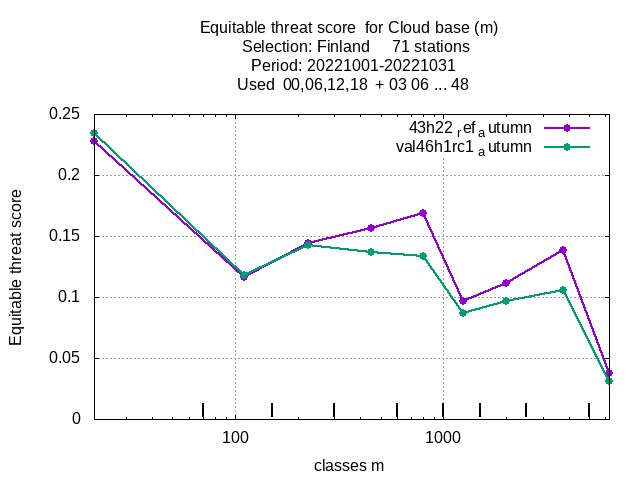 Equitable threat score  for Cloud base (m)
Selection: Finland     71 stations
Period: 20221001-20221031
Used  00,06,12,18  + 03 06 ... 48
43h22 ref a utumn
val46h1rc1 a utumn
Equitable threat score
0.25
0.2
0.15
0.1
0.05
0
100 1000
classes m